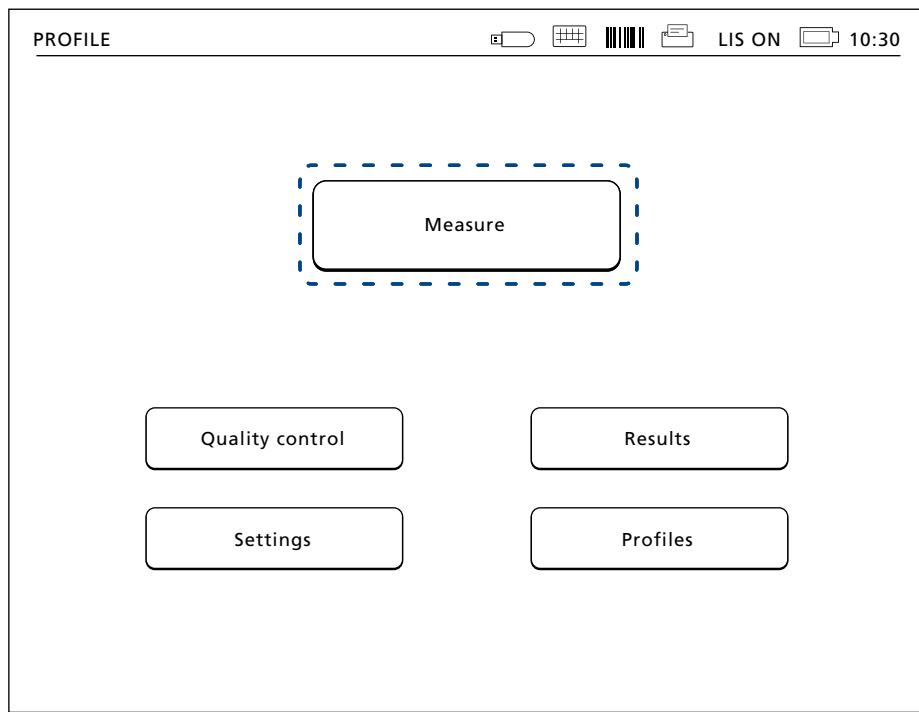 PROFILE LIS ON 10:30
Measure
Quality control Results
Settings Profiles